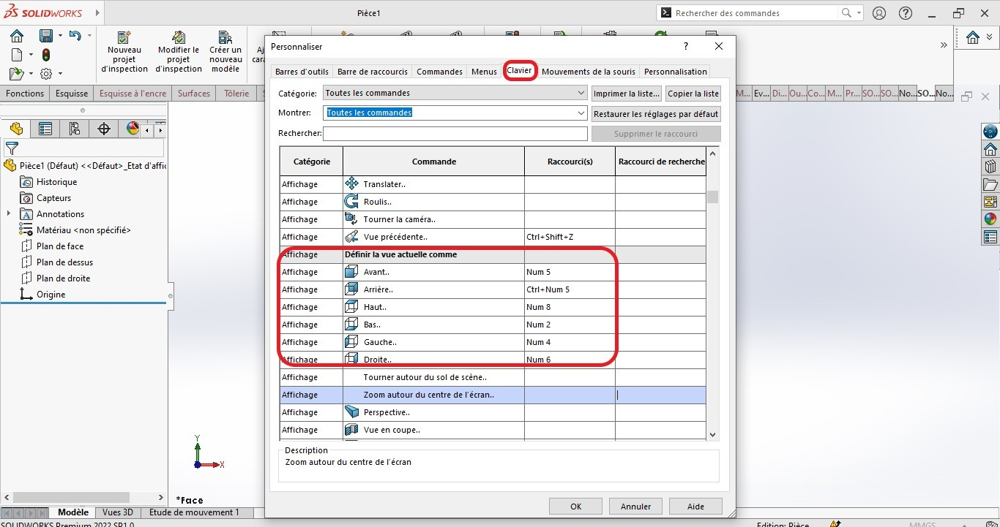 SOLIDWORKS
Pièce1
Rechercher des commandes
Nouveau projet d'inspection
Modifier le projet d'inspection
Créer un nouveau modèle
Fonctions
Esquisse
Esquisse à l'encre
Surfaces
Tôlerie
M...
Ev...
Di...
Ou...
Co...
M...
Pr...
SO...
SO...
No...
SO...
No...
Pièce1 (Défaut) <<Défaut>_Etat d'affic
Historique
Capteurs
Annotations
Matériau <non spécifié>
Plan de face
Plan de dessus
Plan de droite
Origine
Personnaliser
?
Barres d'outils
Barre de raccourcis
Commandes
Menus
Clavier
Mouvements de la souris
Personnalisation
Catégorie: Toutes les commandes
Imprimer la liste...
Copier la liste
Montrer: Toutes les commandes
Restaurer les réglages par défaut
Rechercher:
Supprimer le raccourci
Catégorie Commande Raccourci(s) Raccourci de recherche
Affichage Translater..
Affichage Roulis..
Affichage Tourner la caméra..
Affichage Vue précédente.. Ctrl+Shift+Z
Affichage Définir la vue actuelle comme
Affichage Avant.. Num 5
Affichage Arrière.. Ctrl+Num 5
Affichage Haut.. Num 8
Affichage Bas.. Num 2
Affichage Gauche.. Num 4
Affichage Droite.. Num 6
Affichage Tourner autour du sol de scène..
Affichage Zoom autour du centre de l'écran..
Affichage Perspective..
Affichage Vue en coupe..
Description
Zoom autour du centre de l'écran
OK
Annuler
Aide
Y
X
*Face
Modèle
Vues 3D
Etude de mouvement 1
SOLIDWORKS Premium 2022 SP1.0
Edition: Pièce
MMGS